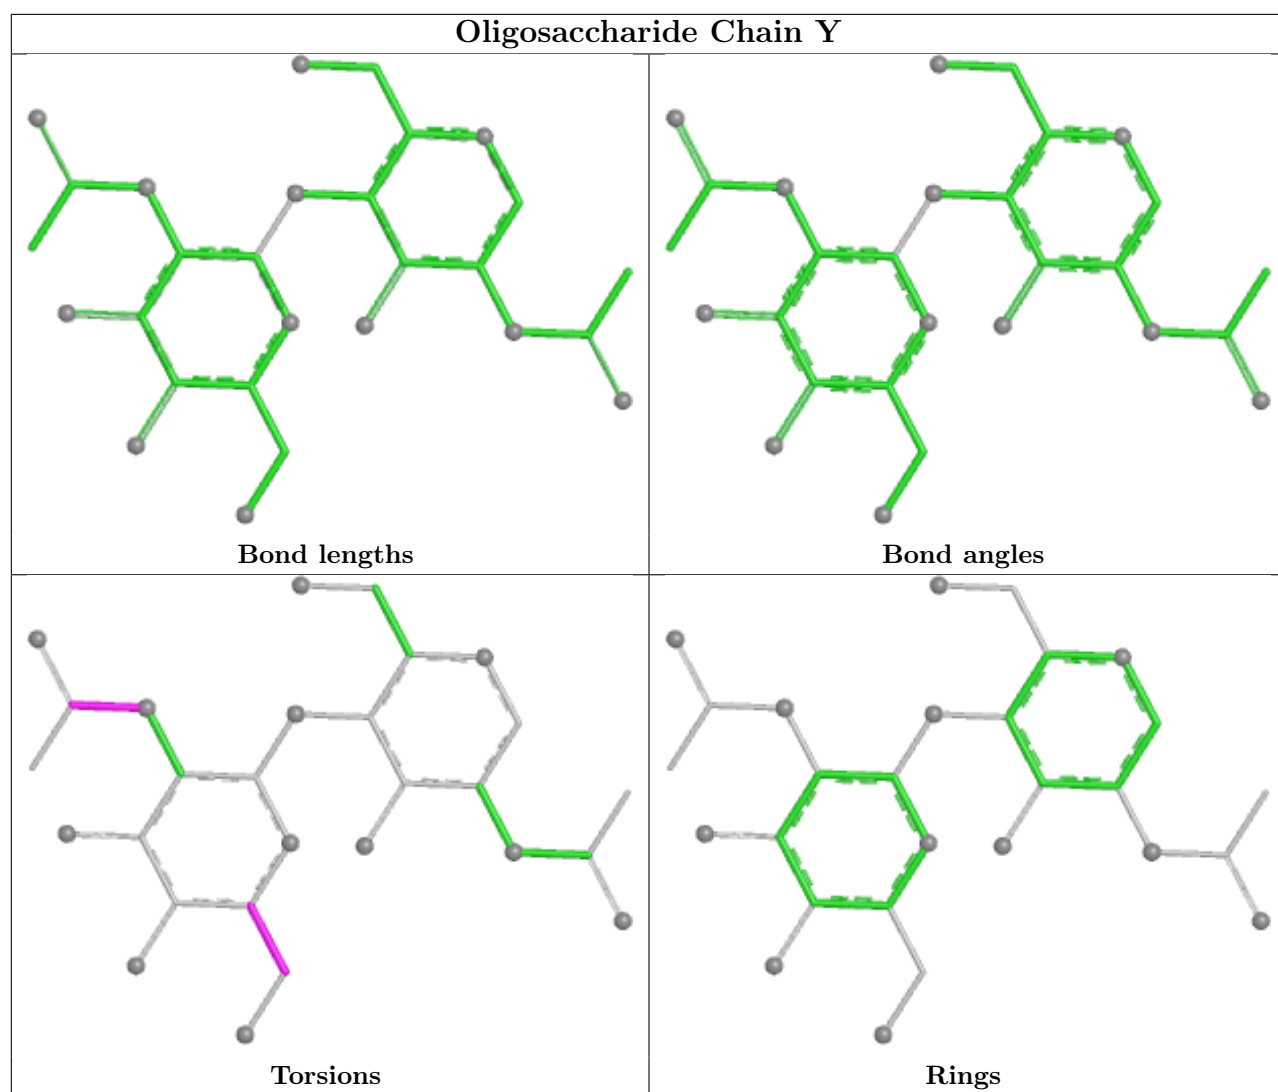 Oligosaccharide Chain Y
Bond lengths
Bond angles
Torsions
Rings